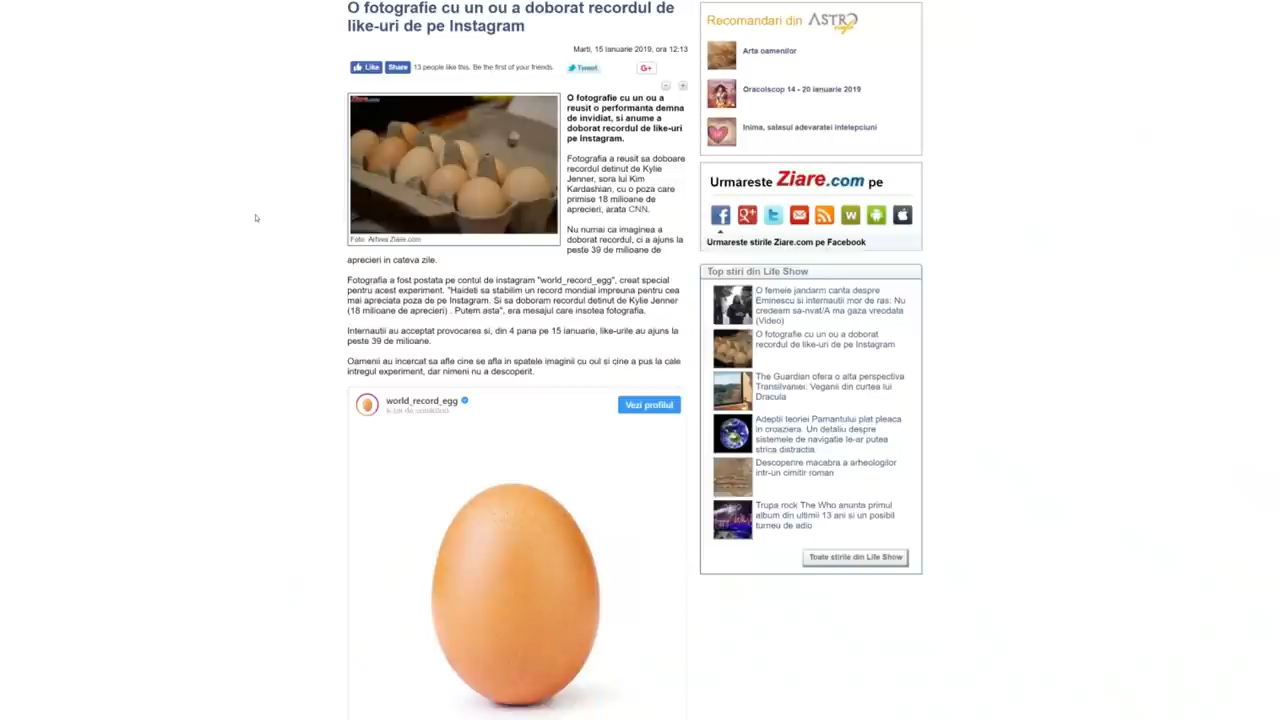 O fotografie cu un ou a doborat recordul de
like-uri de pe Instagram
Marti, 15 Ianuarie 2019, ora 12:13
Like
Share
13 people like this. Be the first of your friends.
Tweet
G+
Ziare.com
Foto: Arhiva Ziare.com
O fotografie cu un ou a
reusit o performanta demna
de invidiat, si anume a
doborat recordul de like-uri
pe Instagram.
Fotografia a reusit sa doboare
recordul detinut de Kylie
Jenner, sora lui Kim
Kardashian, cu o poza care
primise 18 milioane de
aprecieri, arata CNN.
Nu numai ca imaginea a
doborat recordul, ci a ajuns la
peste 39 de milioane de
aprecieri in cateva zile.
Fotografia a fost postata pe contul de instagram "world_record_egg", creat special
pentru acest experiment. "Haideti sa stabilim un record mondial impreuna pentru cea
mai apreciata poza de pe Instagram. Si sa doboram recordul detinut de Kylie Jenner
(18 milioane de aprecieri) . Putem asta", era mesajul care insotea fotografia.
Internautii au acceptat provocarea si, din 4 pana pe 15 ianuarie, like-urile au ajuns la
peste 39 de milioane.
Oamenii au incercat sa afle cine se afla in spatele imaginii cu oul si cine a pus la cale
intregul experiment, dar nimeni nu a descoperit.
world_record_egg
Vezi profilul
Recomandari din ASTRO
Arta oamenilor
Oracolscop 14 - 20 ianuarie 2019
Inima, salasul adevaratei intelepciuni
Urmareste Ziare.com pe
Urmareste stirile Ziare.com pe Facebook
Top stiri din Life Show
O femeie jandarm canta despre
Eminescu si internautii mor de ras: Nu
credeam sa-nvat/A ma gaza vreodata
(Video)
O fotografie cu un ou a doborat
recordul de like-uri de pe Instagram
The Guardian ofera o alta perspectiva
Transilvaniei: Veganii din curtea lui
Dracula
Adeptii teoriei Pamantului plat pleaca
in croaziera. Un detaliu despre
sistemele de navigatie le-ar putea
strica distractia
Descoperire macabra a arheologilor
intr-un cimitir roman
Trupa rock The Who anunta primul
album din ultimii 13 ani si un posibil
turneu de adio
Toate stirile din Life Show